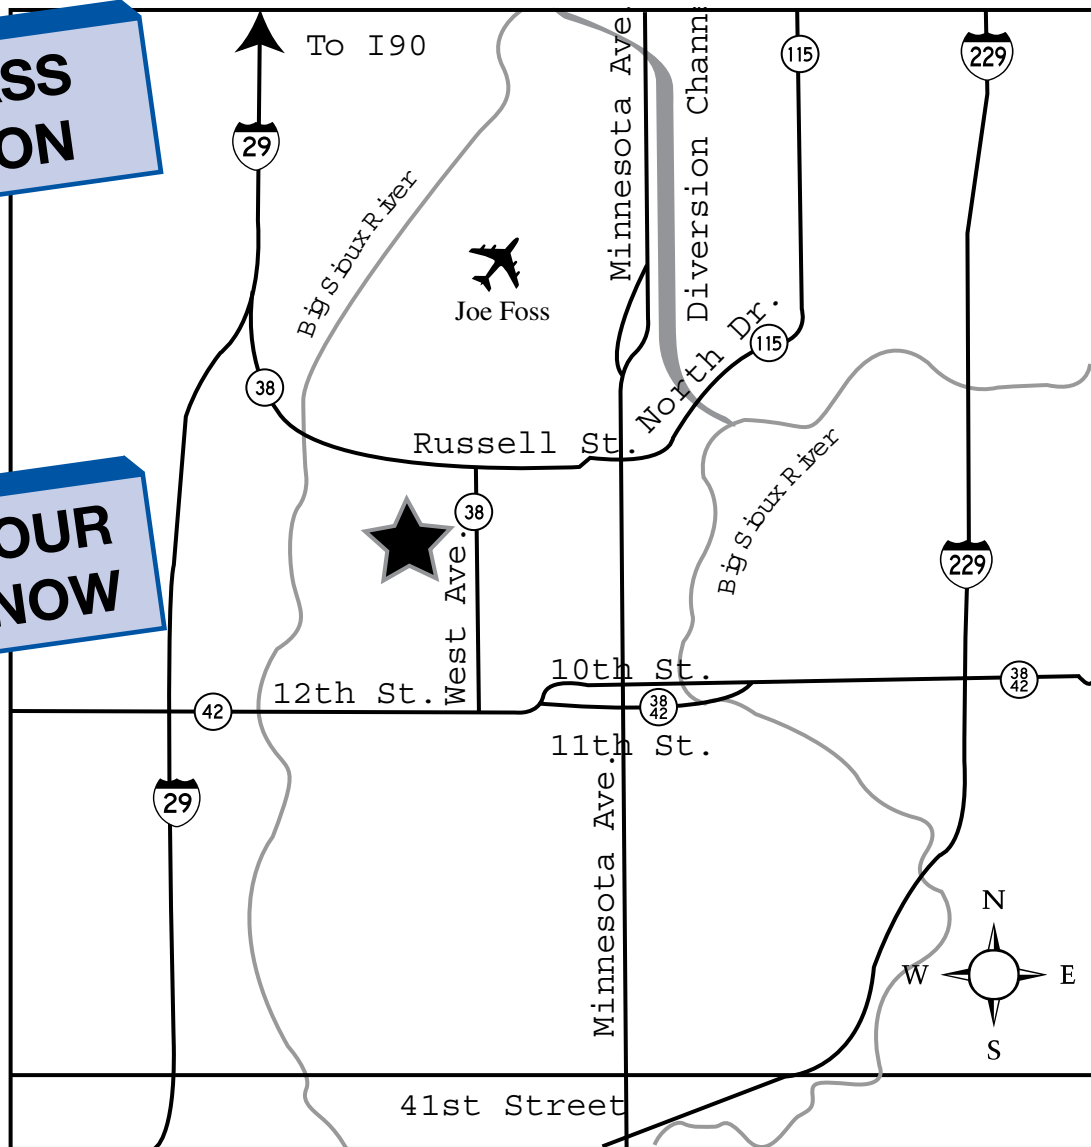 SS
ON
To I90
29
Minnesota Ave.
Diversion Chann
115
229
Big Sioux River
Joe Foss
North Dr.
115
38
Russell St.
38
West Ave.
Big Sioux River
229
OUR
NOW
10th St.
38
42
12th St.
42
38
42
11th St.
29
Minnesota Ave.
N
W
E
S
41st Street